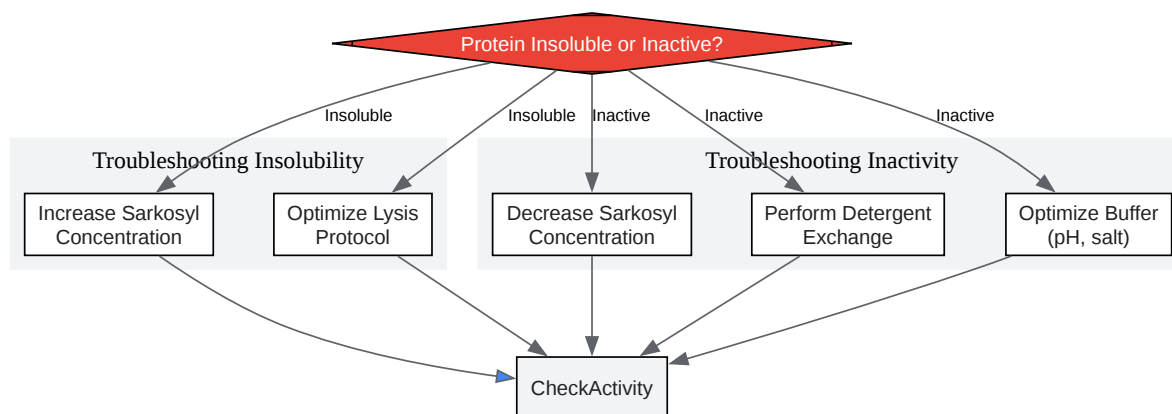 Protein Insoluble or Inactive?
Insoluble
Insoluble
Inactive
Inactive
Inactive
Troubleshooting Insolubility
Troubleshooting Inactivity
Increase Sarkosyl
Concentration
Optimize Lysis
Protocol
Decrease Sarkosyl
Concentration
Perform Detergent
Exchange
Optimize Buffer
(pH, salt)
CheckActivity